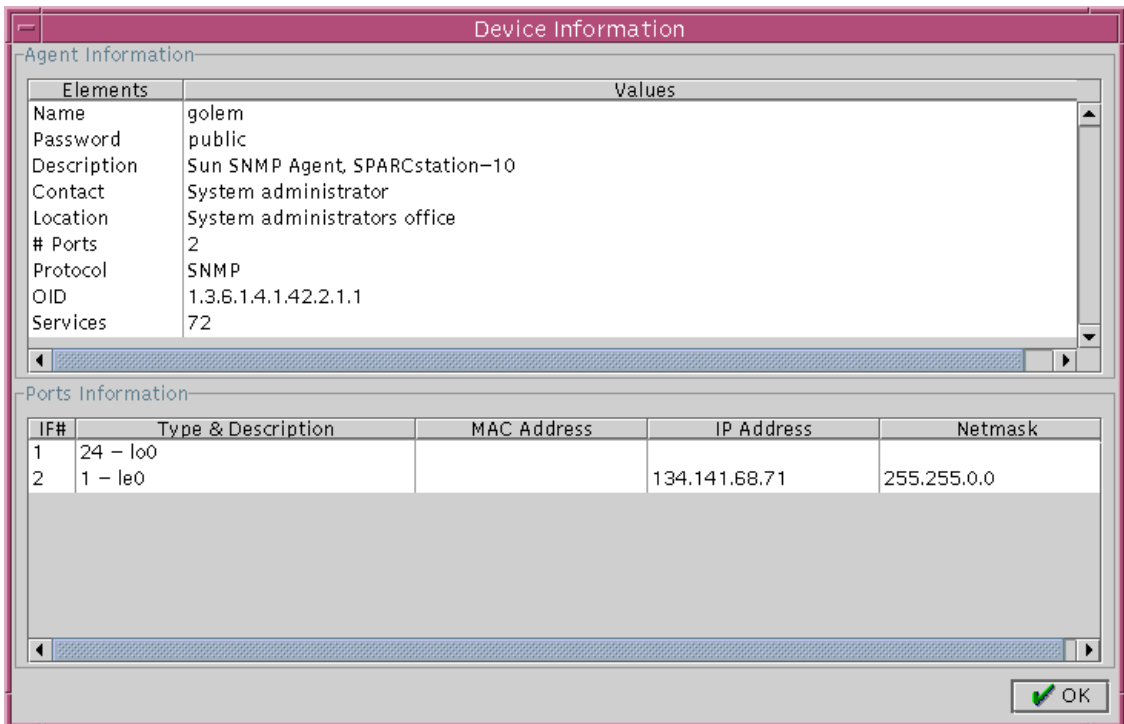 Device Information
Agent Information
Elements Values
Name golem
Password public
Description Sun SNMP Agent, SPARCstation-10
Contact System administrator
Location System administrators office
# Ports 2
Protocol SNMP
OID 1.3.6.1.4.1.42.2.1.1
Services 72
Ports Information
IF# Type & Description MAC Address IP Address Netmask
1 24 - lo0
2 1 - le0 134.141.68.71 255.255.0.0
OK